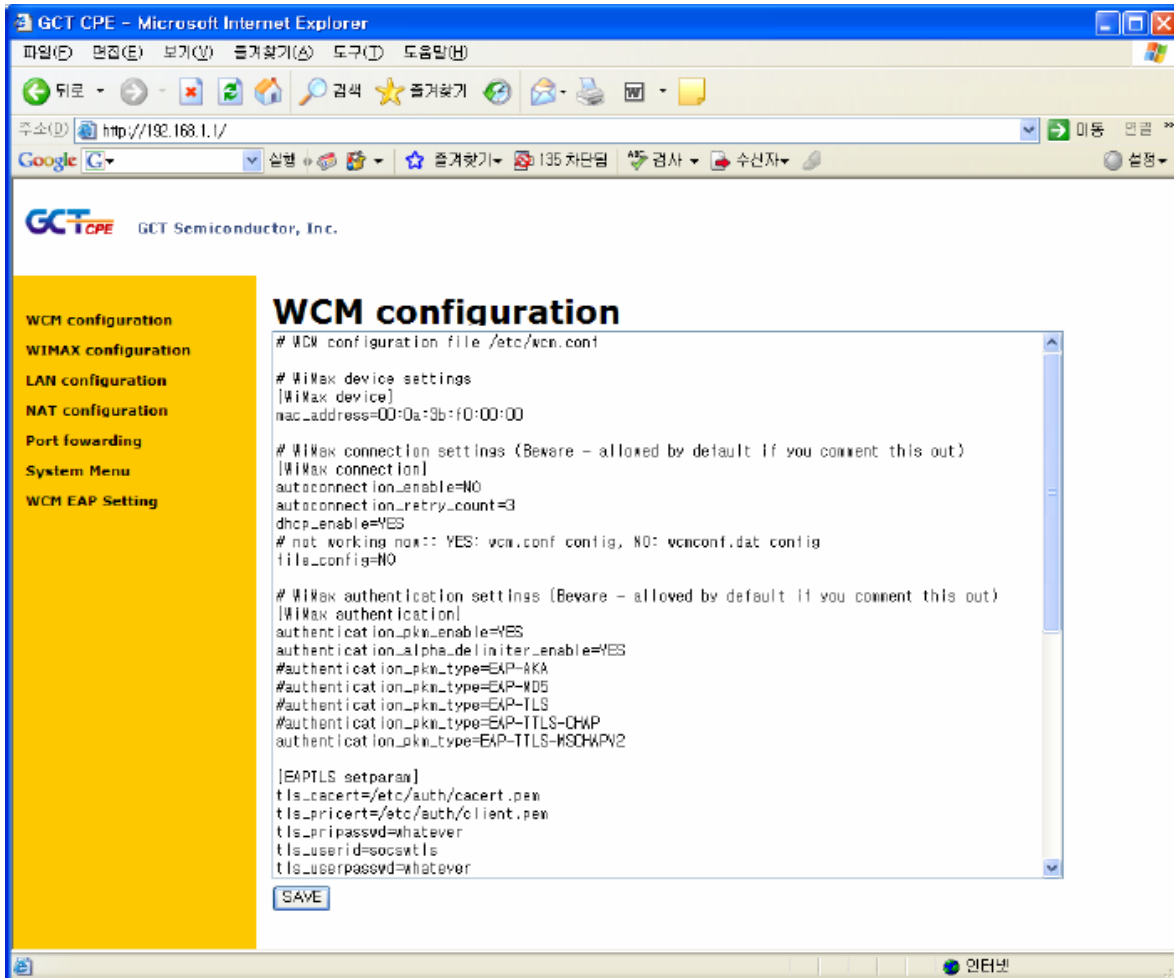 GCT CPE - Microsoft Internet Explorer
파일(F) 편집(E) 보기(V) 즐겨찾기(A) 도구(T) 도움말(H)
뒤로 검색 즐겨찾기
주소(D) http://192.168.1.1/ 이동 연결 »
Google G 실행 즐겨찾기 135 차단됨 검사 수신자 설정
GCT CPE GCT Semiconductor, Inc.
WCM configuration
WIMAX configuration
LAN configuration
NAT configuration
Port fowarding
System Menu
WCM EAP Setting
WCM configuration
# WCM configuration file /etc/wcm.conf
# WiMax device settings
[WiMax device]
mac_address=00:0a:3b:f0:00:00
# WiMax connection settings (Beware - allowed by default if you comment this out)
[WiMax connection]
autoconnection_enable=NO
autoconnection_retry_count=3
dhcp_enable=YES
# not working now:: YES: wcm.conf config, NO: wcmconf.dat config
file_config=NO
# WiMax authentication settings (Beware - allowed by default if you comment this out)
[WiMax authentication]
authentication_pkm_enable=YES
authentication_alpha_delimiter_enable=YES
#authentication_pkm_type=EAP-AKA
#authentication_pkm_type=EAP-MD5
#authentication_pkm_type=EAP-TLS
#authentication_pkm_type=EAP-TTLS-CHAP
authentication_pkm_type=EAP-TTLS-MSCHAPV2
[EAPTLS setparam]
tls_cacert=/etc/auth/cacert.pem
tls_pricert=/etc/auth/client.pem
tls_pripasswd=whatever
tls_userid=socswtls
tls_userpasswd=whatever
SAVE
인터넷